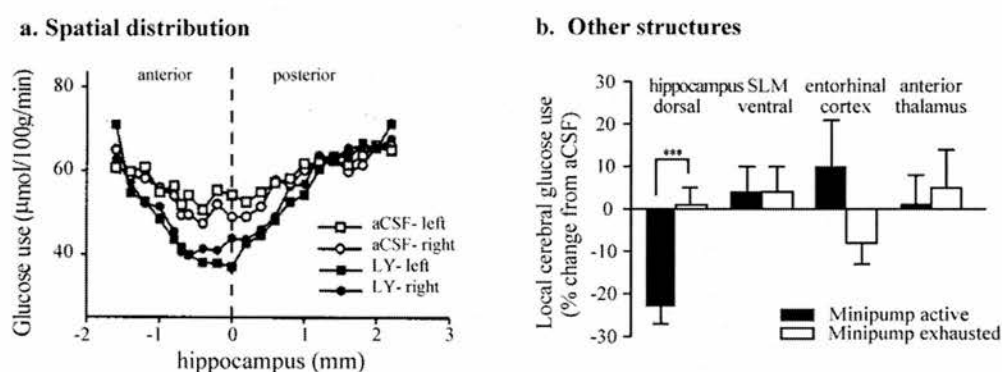 a. Spatial distribution
anterior
posterior
Glucose use (µmol/100g/min)
80
60
40
-2
-1
0
1
2
3
hippocampus (mm)
aCSF- left
aCSF- right
LY- left
LY- right
b. Other structures
hippocampus SLM
dorsal
ventral
entorhinal
cortex
anterior
thalamus
Local cerebral glucose use
(% change from aCSF)
30
20
10
0
-10
-20
-30
***
Minipump active
Minipump exhausted